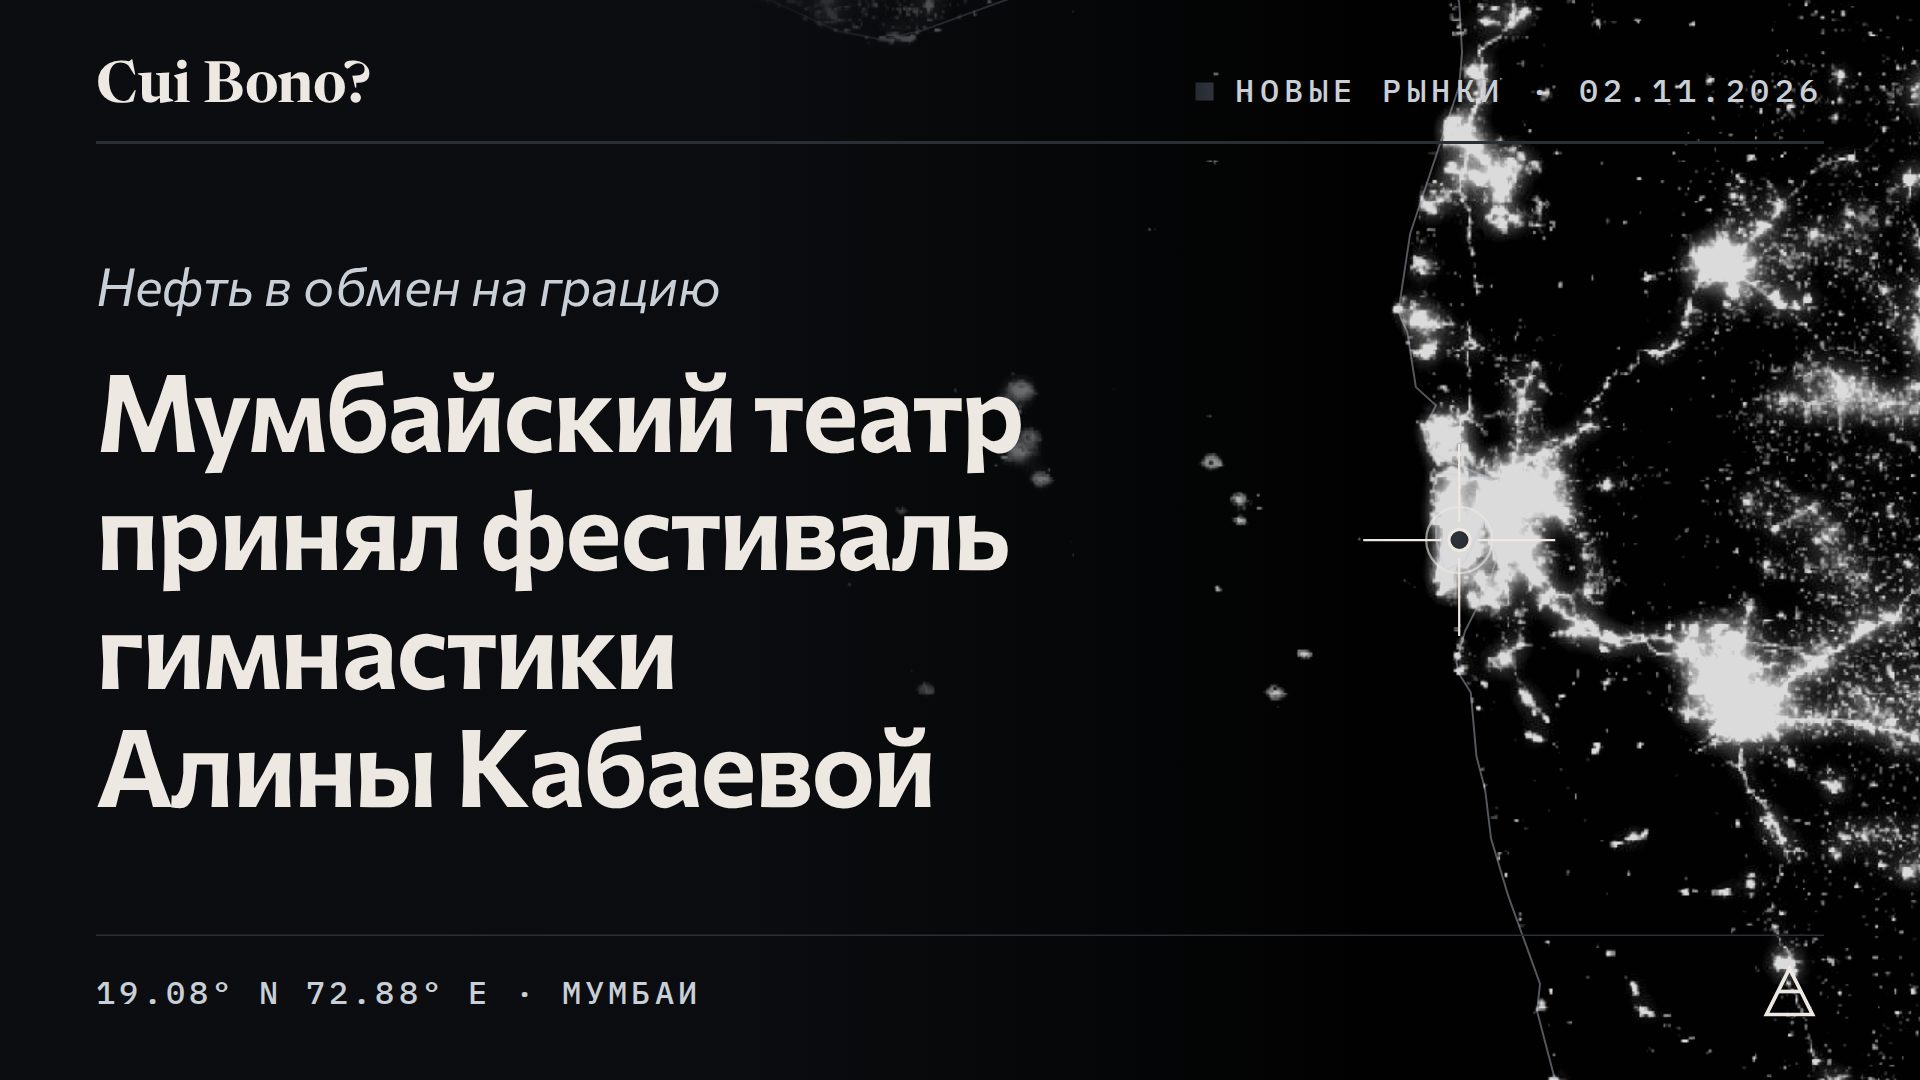 Cui Bono?
НОВЫЕ РЫНКИ · 02.11.2026
Нефть в обмен на грацию
Мумбайский театр
принял фестиваль
гимнастики
Алины Кабаевой
19.08° N 72.88° E · МУМБАИ